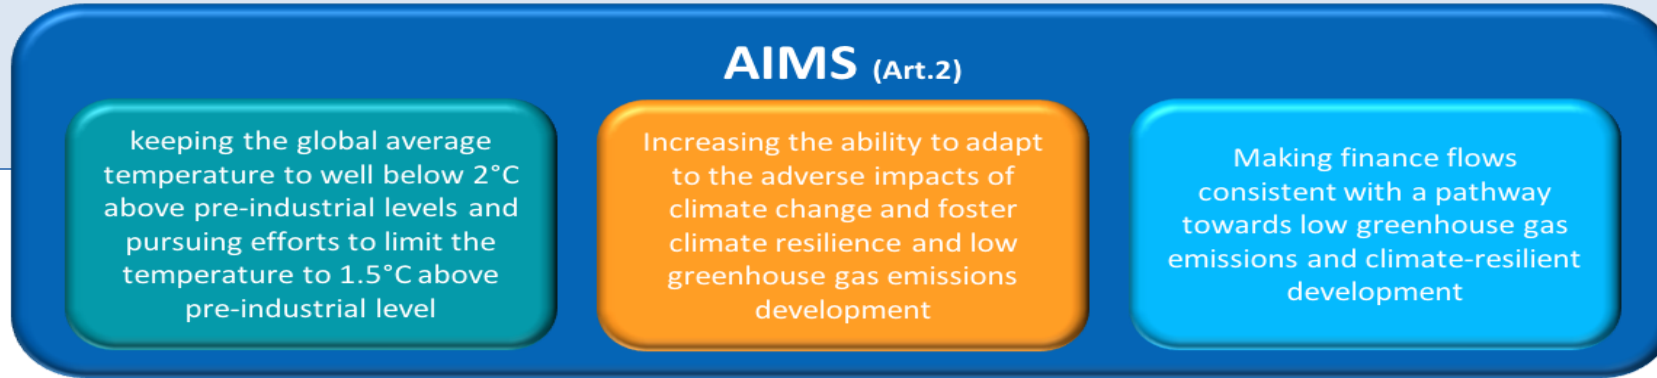 AIMS (Art.2)
keeping the global average
temperature to well below 2°C
above pre-industrial levels and
pursuing efforts to limit the
temperature to 1.5°C above
pre-industrial level
Increasing the ability to adapt
to the adverse impacts of
climate change and foster
climate resilience and low
greenhouse gas emissions
development
Making finance flows
consistent with a pathway
towards low greenhouse gas
emissions and climate-resilient
development